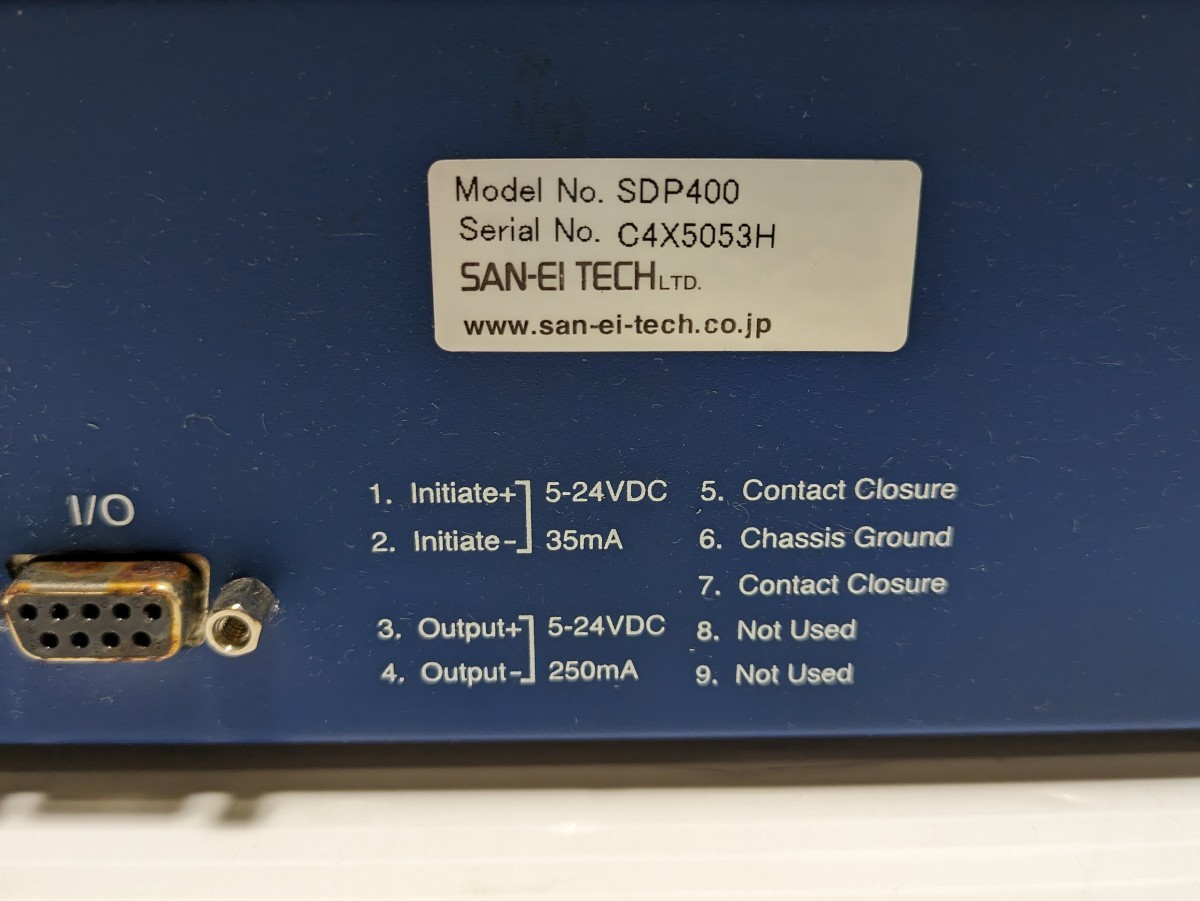 Model No. SDP400
Serial No. C4X5053H
SAN-EI TECH LTD.
www.san-ei-tech.co.jp
I/O
1. Initiate+ 5-24VDC
2. Initiate- 35mA
3. Output+ 5-24VDC
4. Output- 250mA
5. Contact Closure
6. Chassis Ground
7. Contact Closure
8. Not Used
9. Not Used